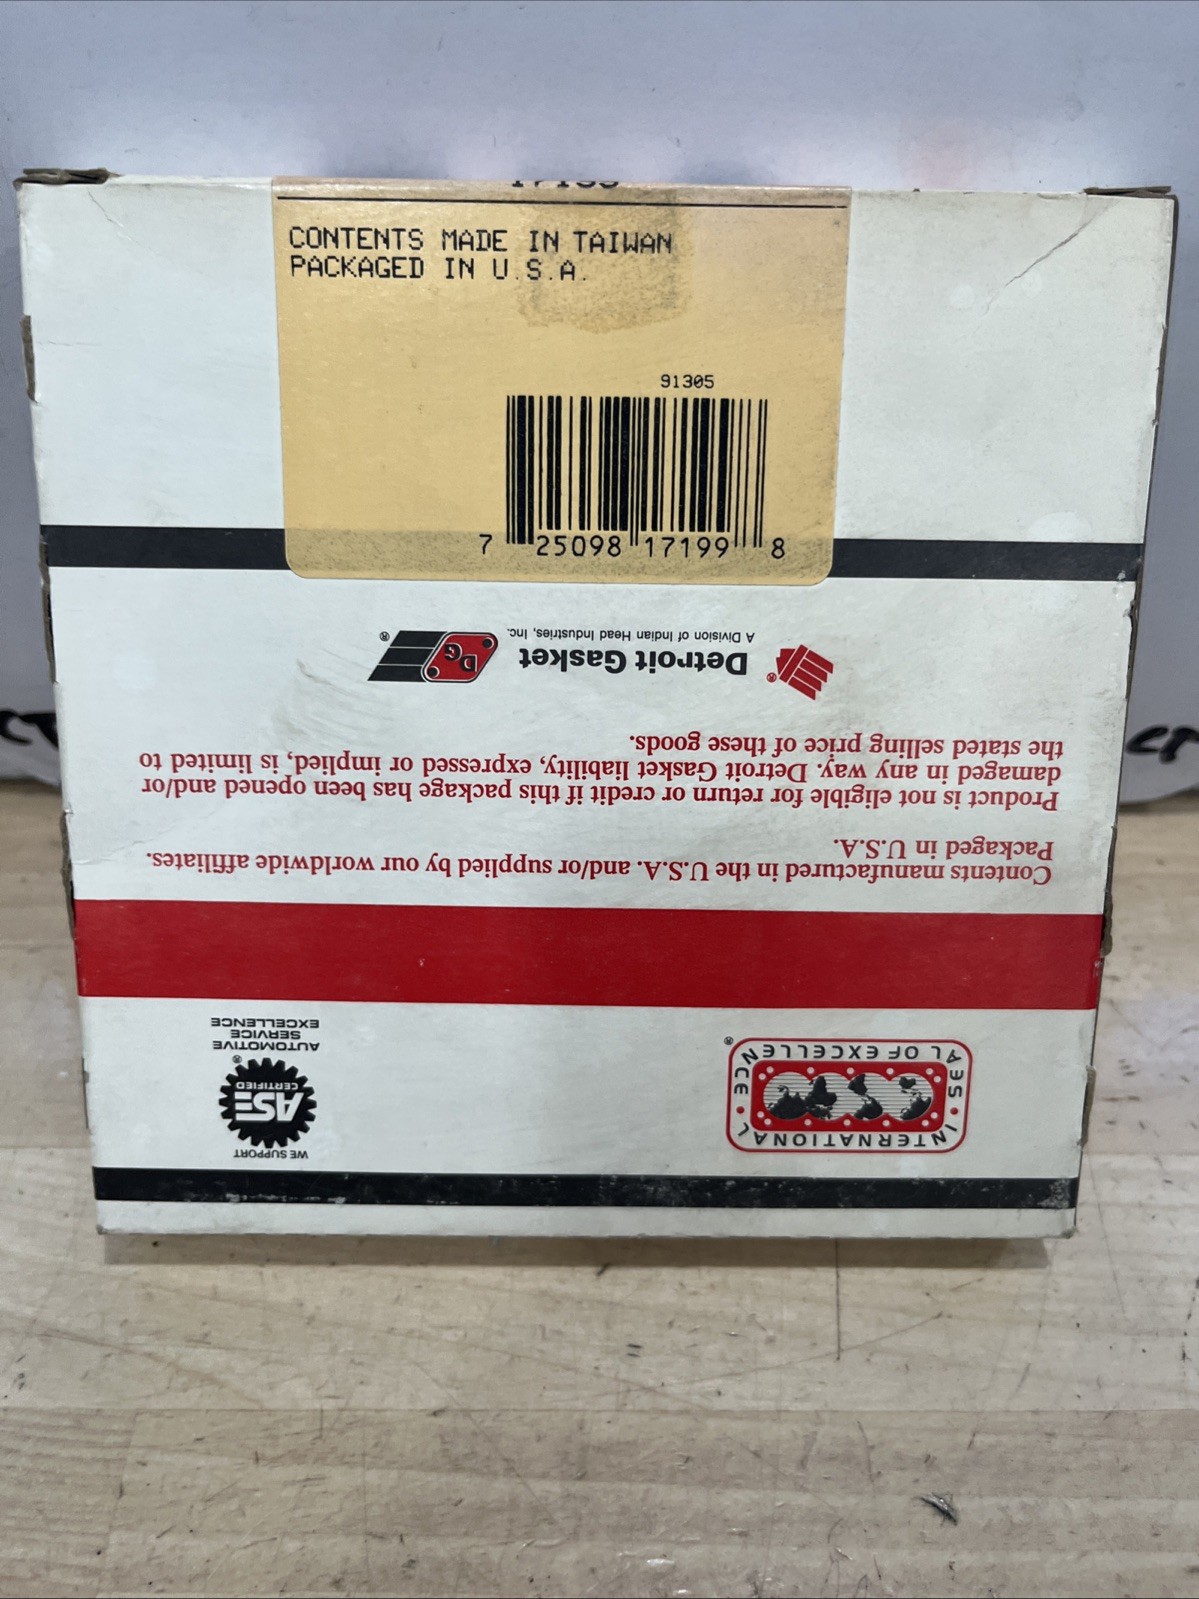 CONTENTS MADE IN TAIWAN
PACKAGED IN U.S.A.
91305
7 25098 17199 8
Detroit Gasket
A Division of Indian Head Industries, Inc.
DG
Product is not eligible for return or credit if this package has been opened and/or
damaged in any way. Detroit Gasket liability, expressed or implied, is limited to
the stated selling price of these goods.
Contents manufactured in the U.S.A. and/or supplied by our worldwide affiliates.
Packaged in U.S.A.
INTERNATIONAL SEAL OF EXCELLENCE
WE SUPPORT
ASE
CERTIFIED
AUTOMOTIVE
SERVICE
EXCELLENCE